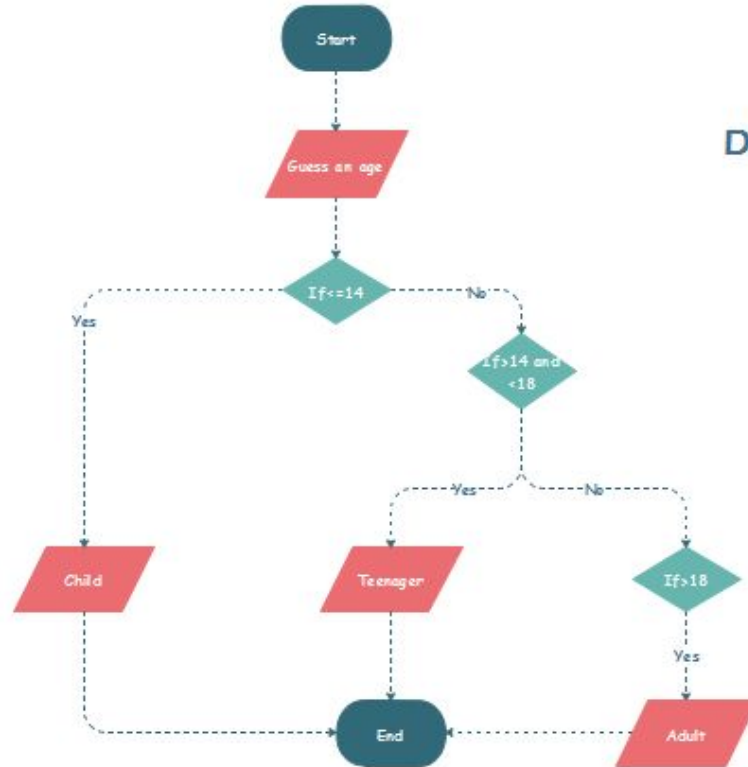 Start
Guess an age
If<=14
Yes
No
If>14 and
<18
Yes
No
Child
Teenager
If>18
Yes
End
Adult
D